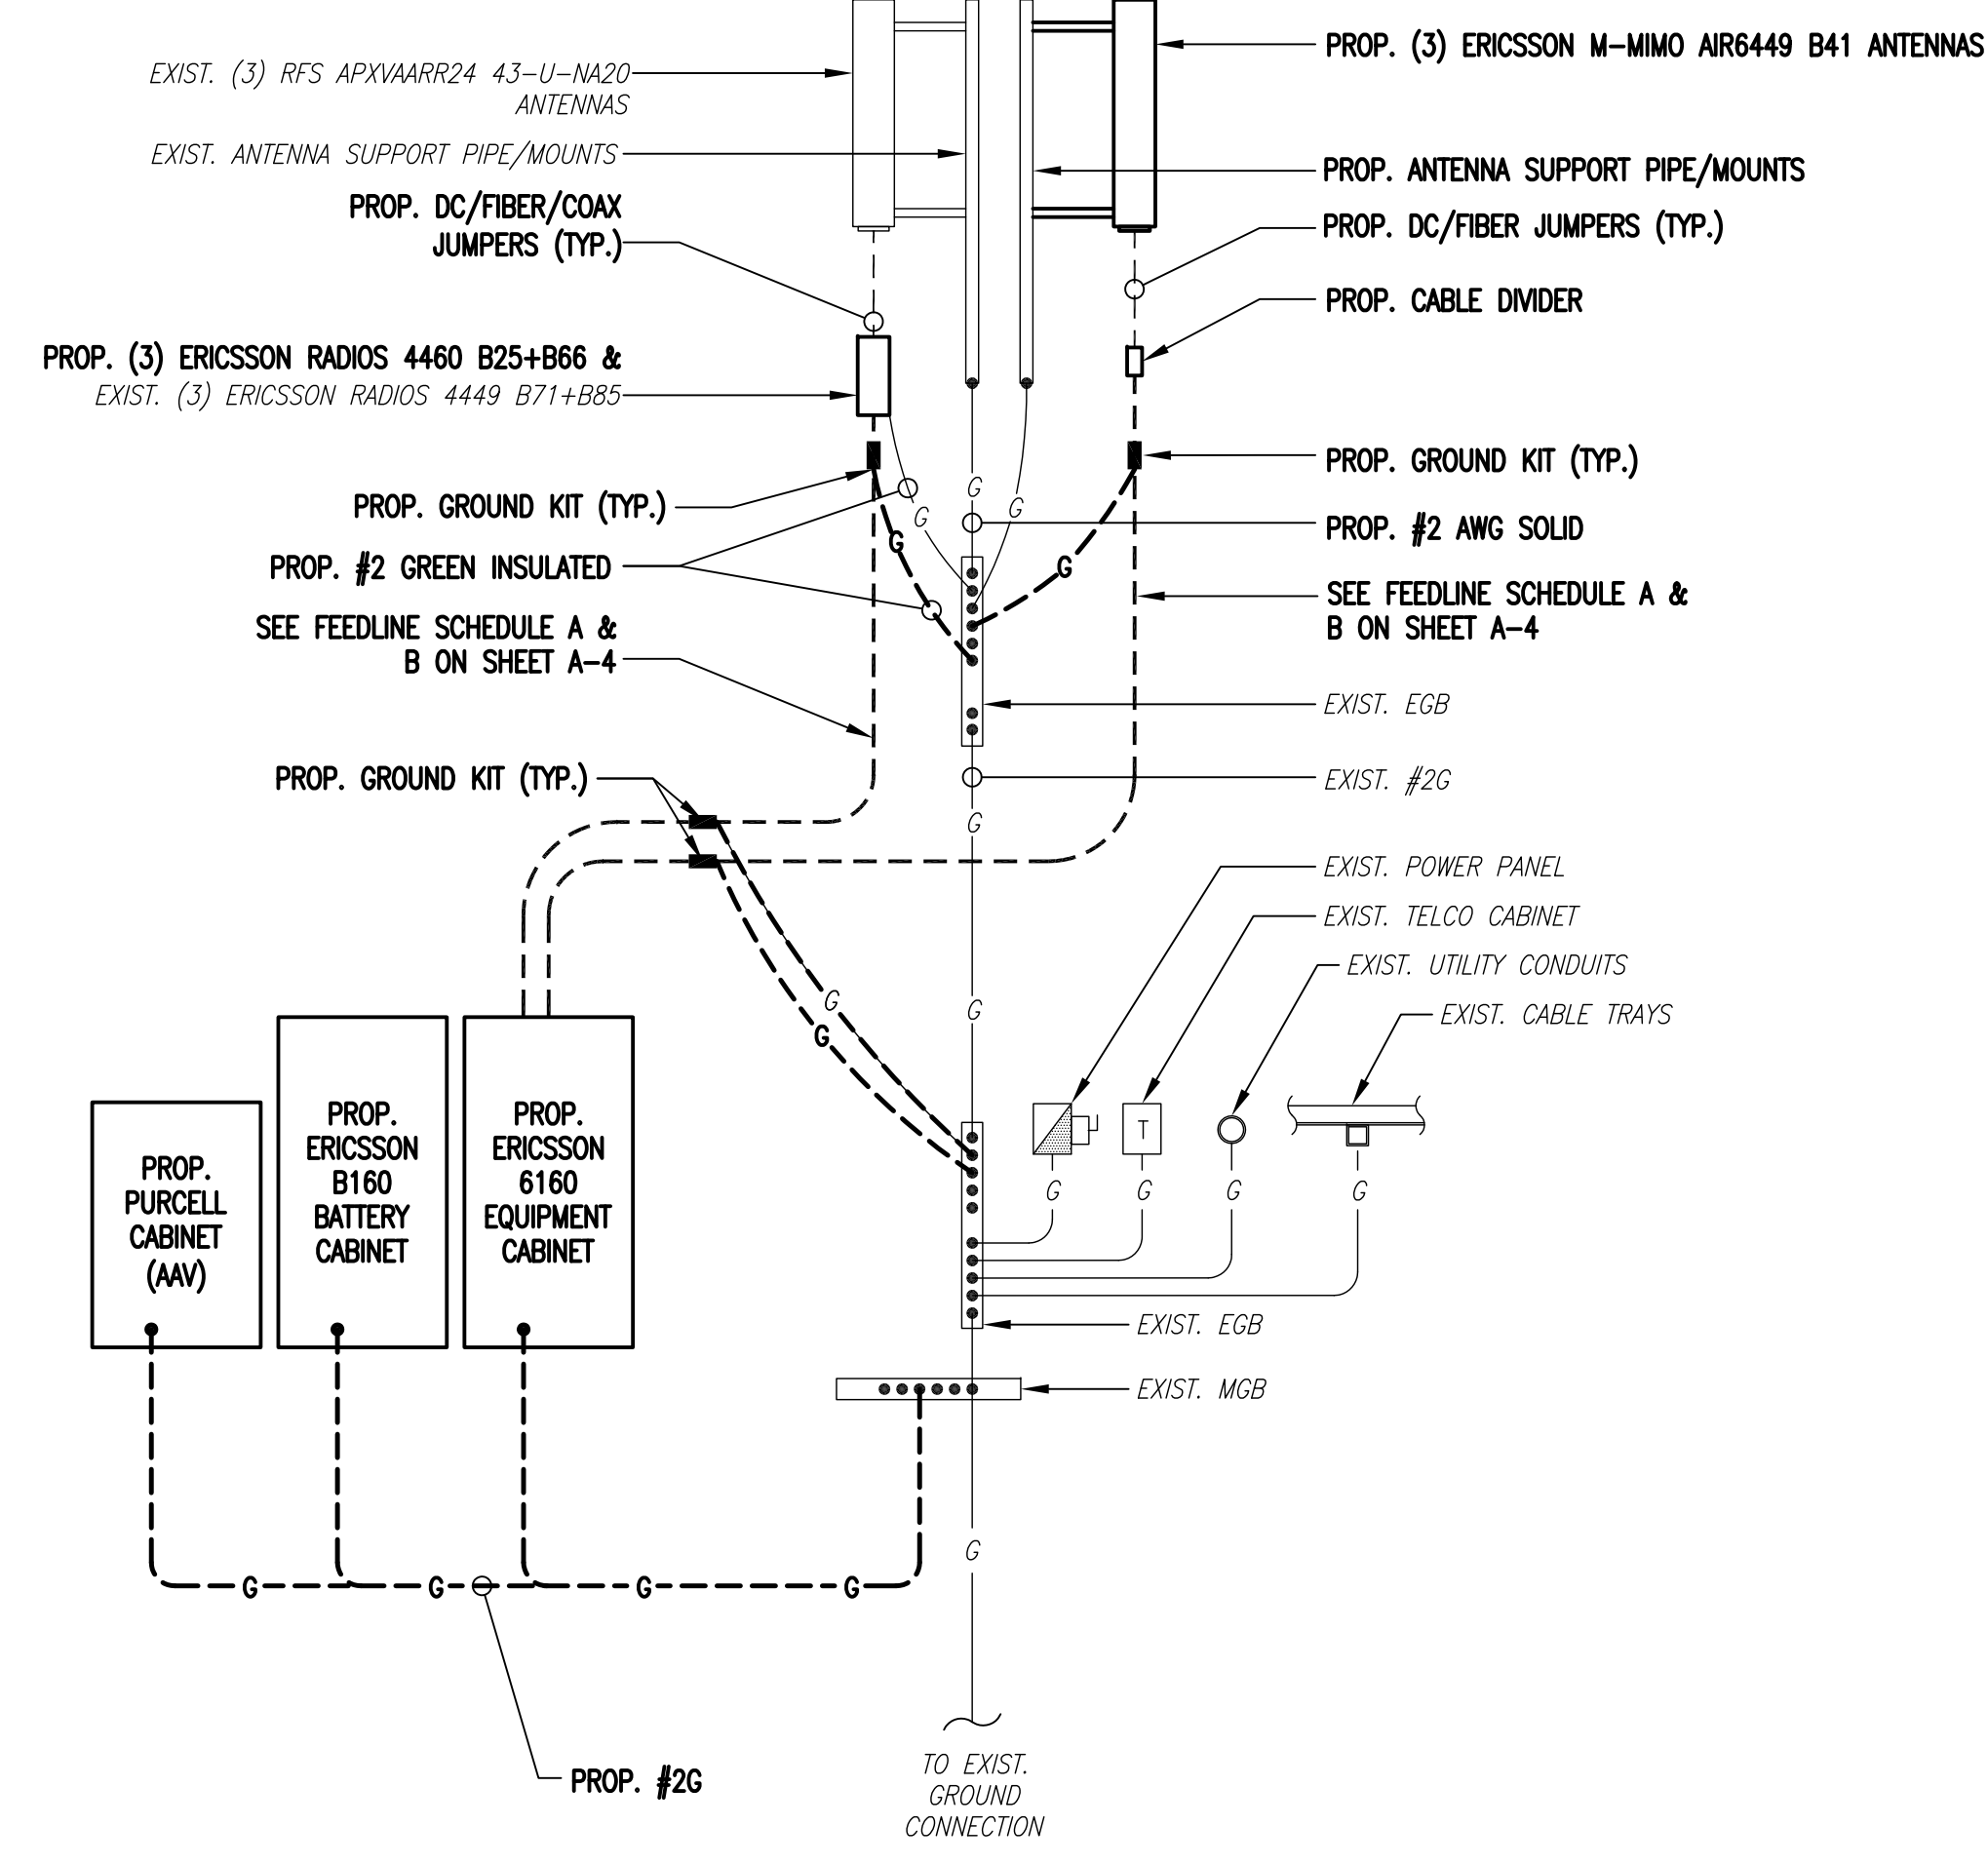 EXIST. (3) RFS APXVAARR24 43-U-NA20
ANTENNAS
EXIST. ANTENNA SUPPORT PIPE/MOUNTS
PROP. DC/FIBER/COAX
JUMPERS (TYP.)
PROP. (3) ERICSSON RADIOS 4460 B25+B66 &
EXIST. (3) ERICSSON RADIOS 4449 B71+B85
PROP. GROUND KIT (TYP.)
PROP. #2 GREEN INSULATED
SEE FEEDLINE SCHEDULE A &
B ON SHEET A-4
PROP. GROUND KIT (TYP.)
PROP. (3) ERICSSON M-MIMO AIR6449 B41 ANTENNAS
PROP. ANTENNA SUPPORT PIPE/MOUNTS
PROP. DC/FIBER JUMPERS (TYP.)
PROP. CABLE DIVIDER
PROP. GROUND KIT (TYP.)
PROP. #2 AWG SOLID
SEE FEEDLINE SCHEDULE A &
B ON SHEET A-4
EXIST. EGB
EXIST. #2G
EXIST. POWER PANEL
EXIST. TELCO CABINET
EXIST. UTILITY CONDUITS
EXIST. CABLE TRAYS
G
G
G
G
G
G
G
G
G
T
G
G
G
G
PROP.
PURCELL
CABINET
(AAV)
PROP.
ERICSSON
B160
BATTERY
CABINET
PROP.
ERICSSON
6160
EQUIPMENT
CABINET
EXIST. EGB
EXIST. MGB
G
G
G
G
G
PROP. #2G
TO EXIST.
GROUND
CONNECTION